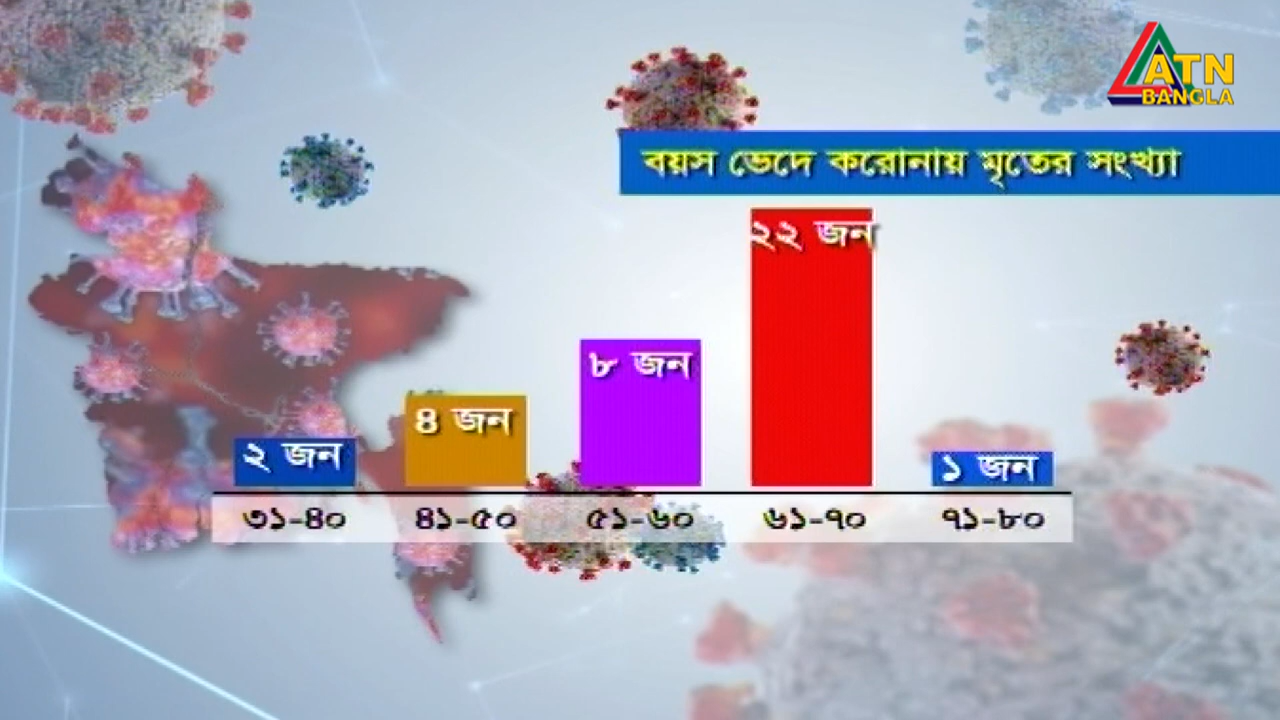 ATN
BANGLA
বয়স ভেদে করোনায় মৃতের সংখ্যা
২ জন
৪ জন
৮ জন
২২ জন
১ জন
৩১-৪০
৪১-৫০
৫১-৬০
৬১-৭০
৭১-৮০